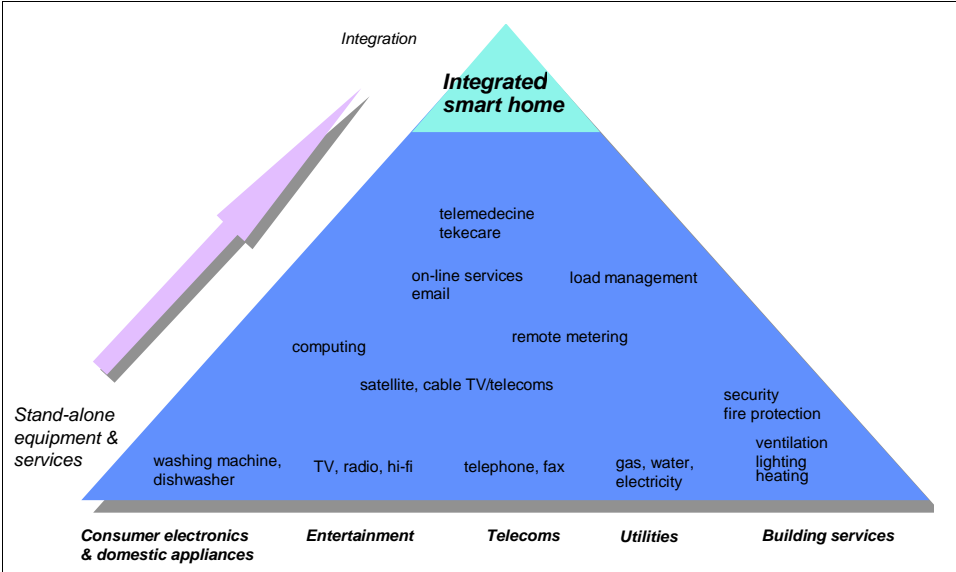 Integration
Integrated
smart home
telemedecine
tekecare
on-line services
email
load management
remote metering
computing
satellite, cable TV/telecoms
security
fire protection
Stand-alone
equipment &
services
washing machine,
dishwasher
TV, radio, hi-fi
telephone, fax
gas, water,
electricity
ventilation
lighting
heating
Consumer electronics
& domestic appliances
Entertainment
Telecoms
Utilities
Building services